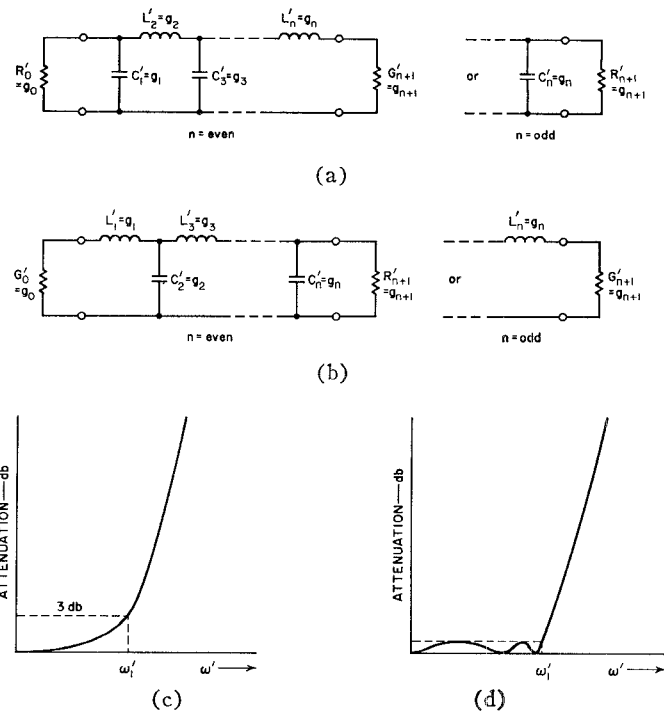 L'2=g2 L'n=gn
R'0 =g0 C'1=g1 C'3=g3 G'n+1 =gn+1 or C'n=gn R'n+1 =gn+1
n = even n = odd
(a)
L'1=g1 L'3=g3 L'n=gn
G'0 =g0 C'2=g2 C'n=gn R'n+1 =gn+1 or G'n+1 =gn+1
n = even n = odd
(b)
ATTENUATION—db
3 db
ω'1 ω'
(c)
ATTENUATION—db
ω'1 ω'
(d)